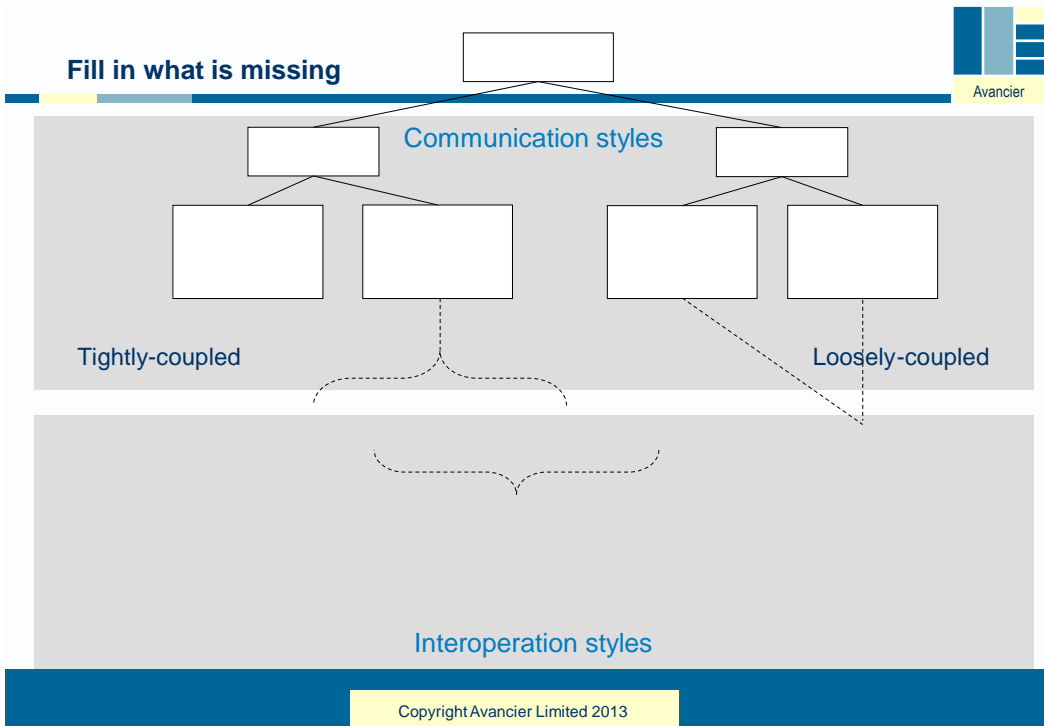 Fill in what is missing
Avancier
Communication styles
Tightly-coupled
Loosely-coupled
Interoperation styles
Copyright Avancier Limited 2013